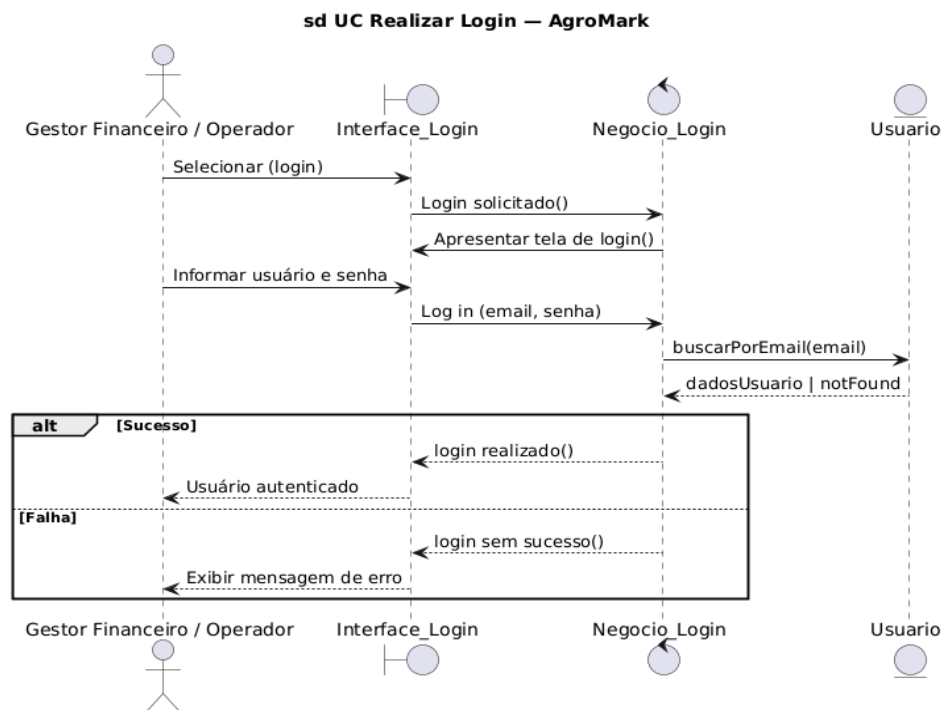 sd UC Realizar Login — AgroMark
Gestor Financeiro / Operador Interface_Login Negocio_Login Usuario
Selecionar (login)
Login solicitado()
Apresentar tela de login()
Informar usuário e senha
Log in (email, senha)
buscarPorEmail(email)
dadosUsuario | notFound
alt [Sucesso]
login realizado()
Usuário autenticado
[Falha]
login sem sucesso()
Exibir mensagem de erro
Gestor Financeiro / Operador Interface_Login Negocio_Login Usuario